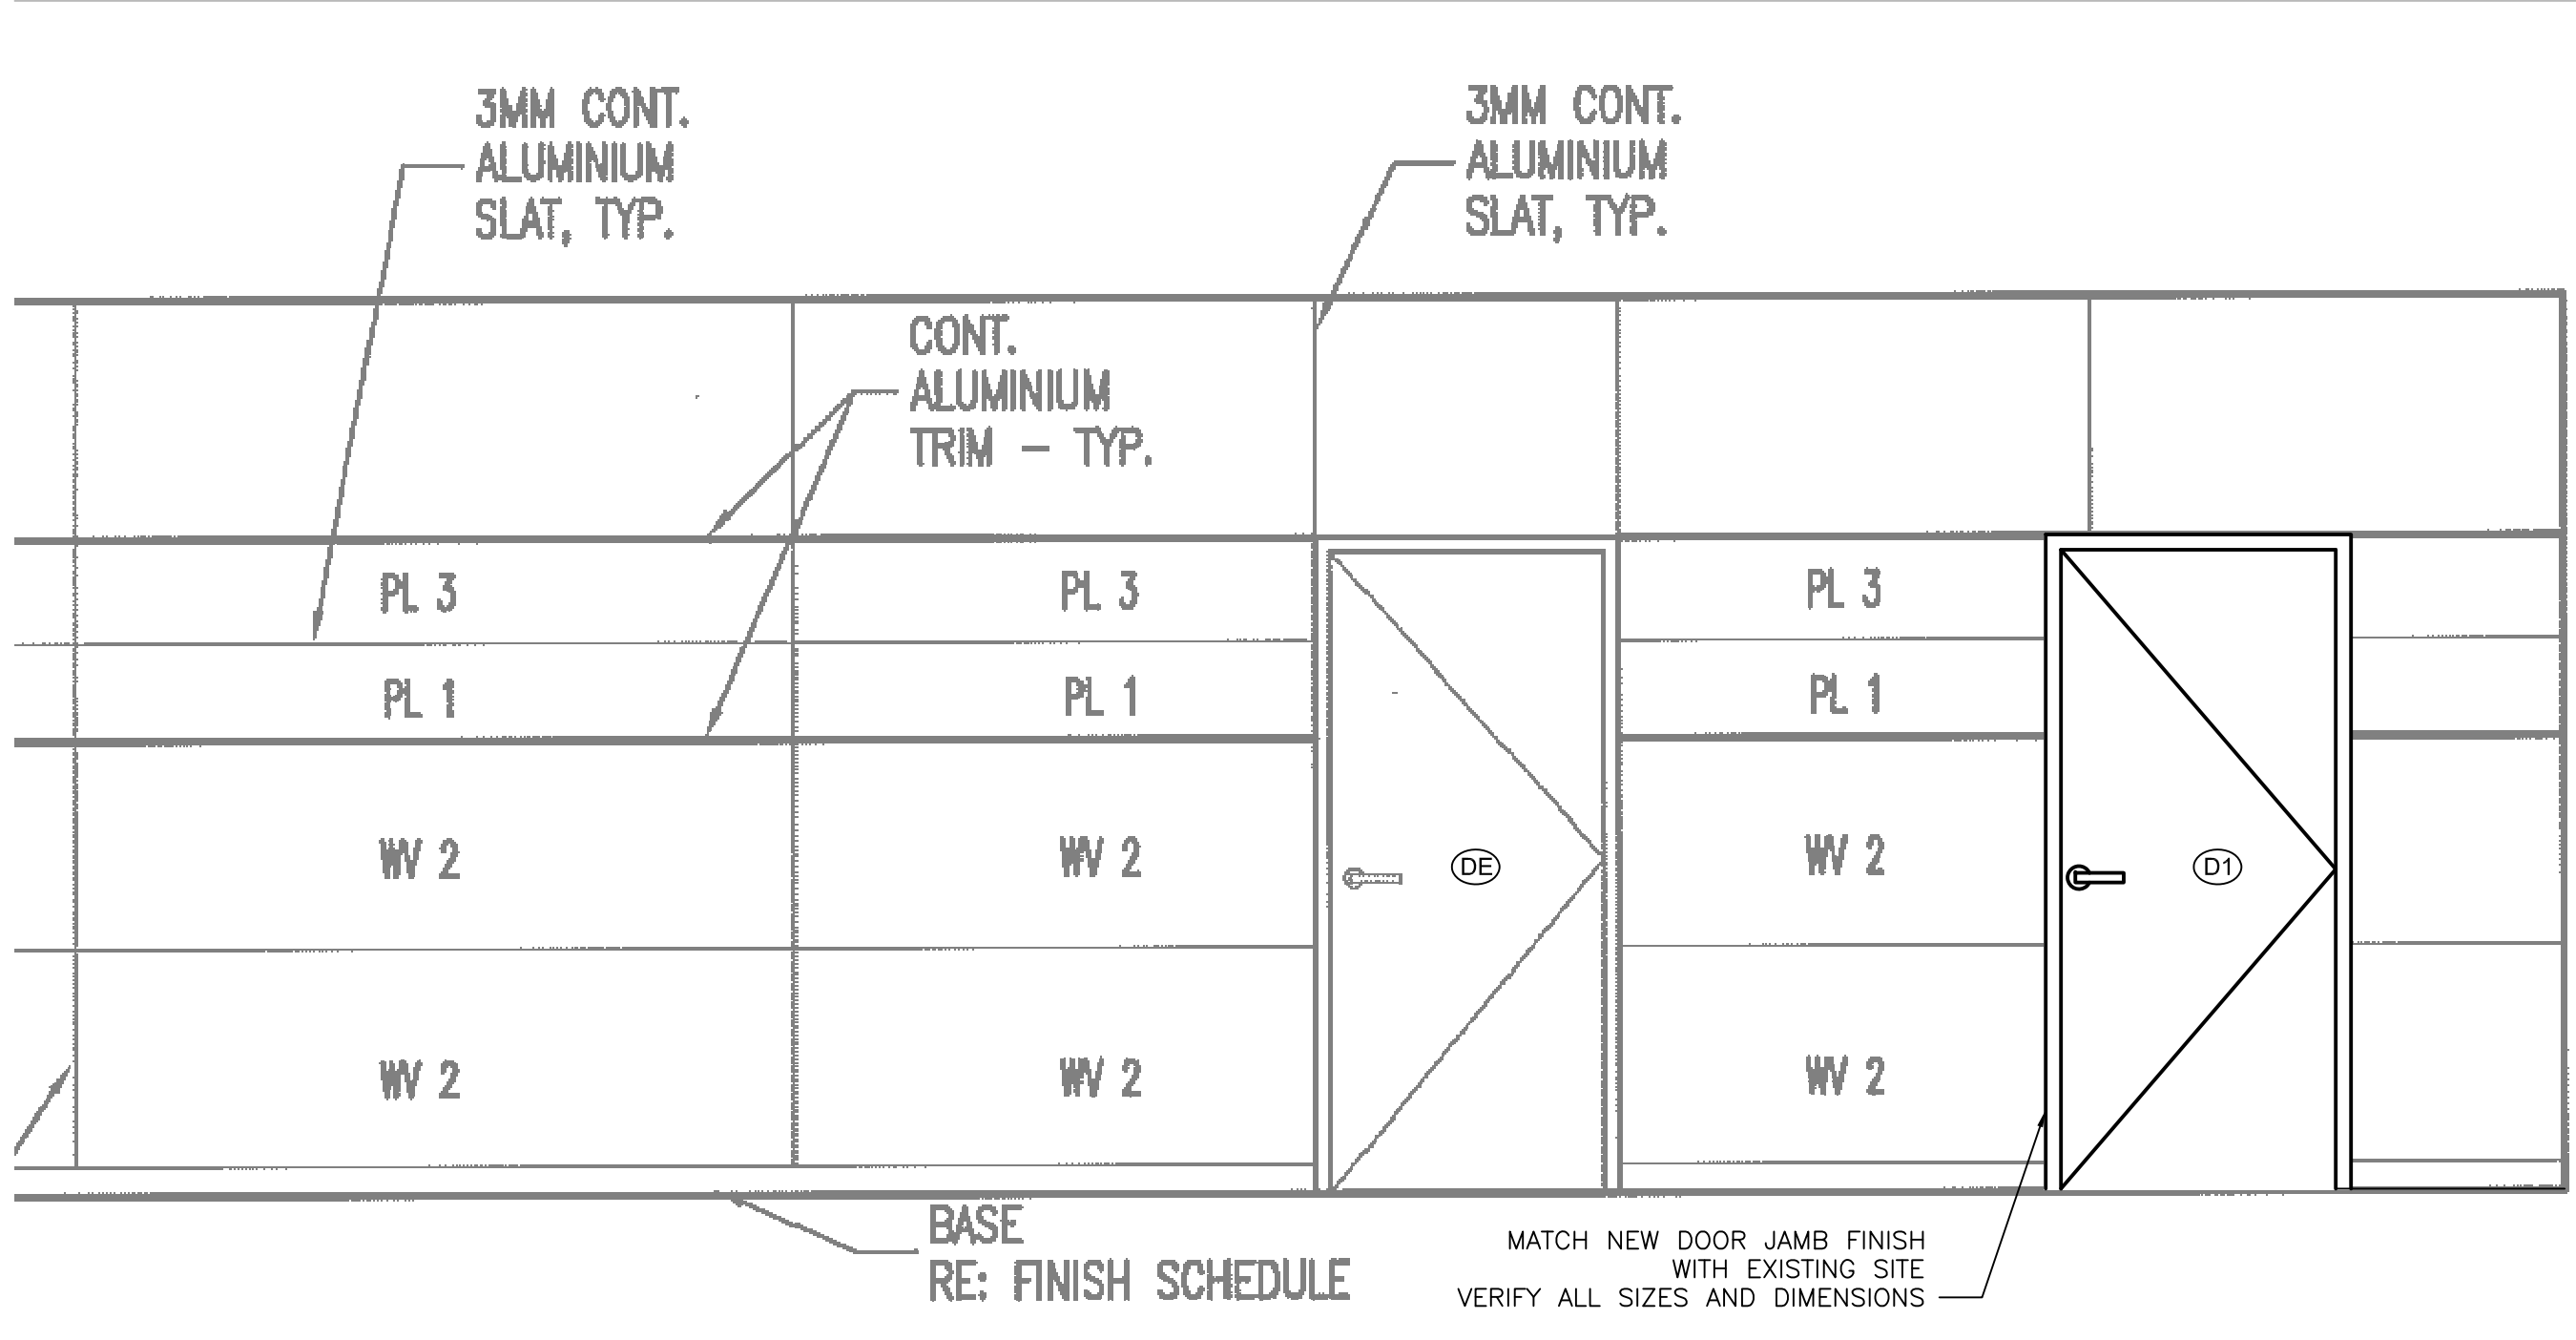 3MM CONT.
ALUMINIUM
SLAT, TYP.
3MM CONT.
ALUMINIUM
SLAT, TYP.
CONT.
ALUMINIUM
TRIM – TYP.
PL 3
PL 3
PL 3
PL 1
PL 1
PL 1
WV 2
WV 2
DE
WV 2
D1
WV 2
WV 2
WV 2
BASE
RE: FINISH SCHEDULE
MATCH NEW DOOR JAMB FINISH
WITH EXISTING SITE
VERIFY ALL SIZES AND DIMENSIONS